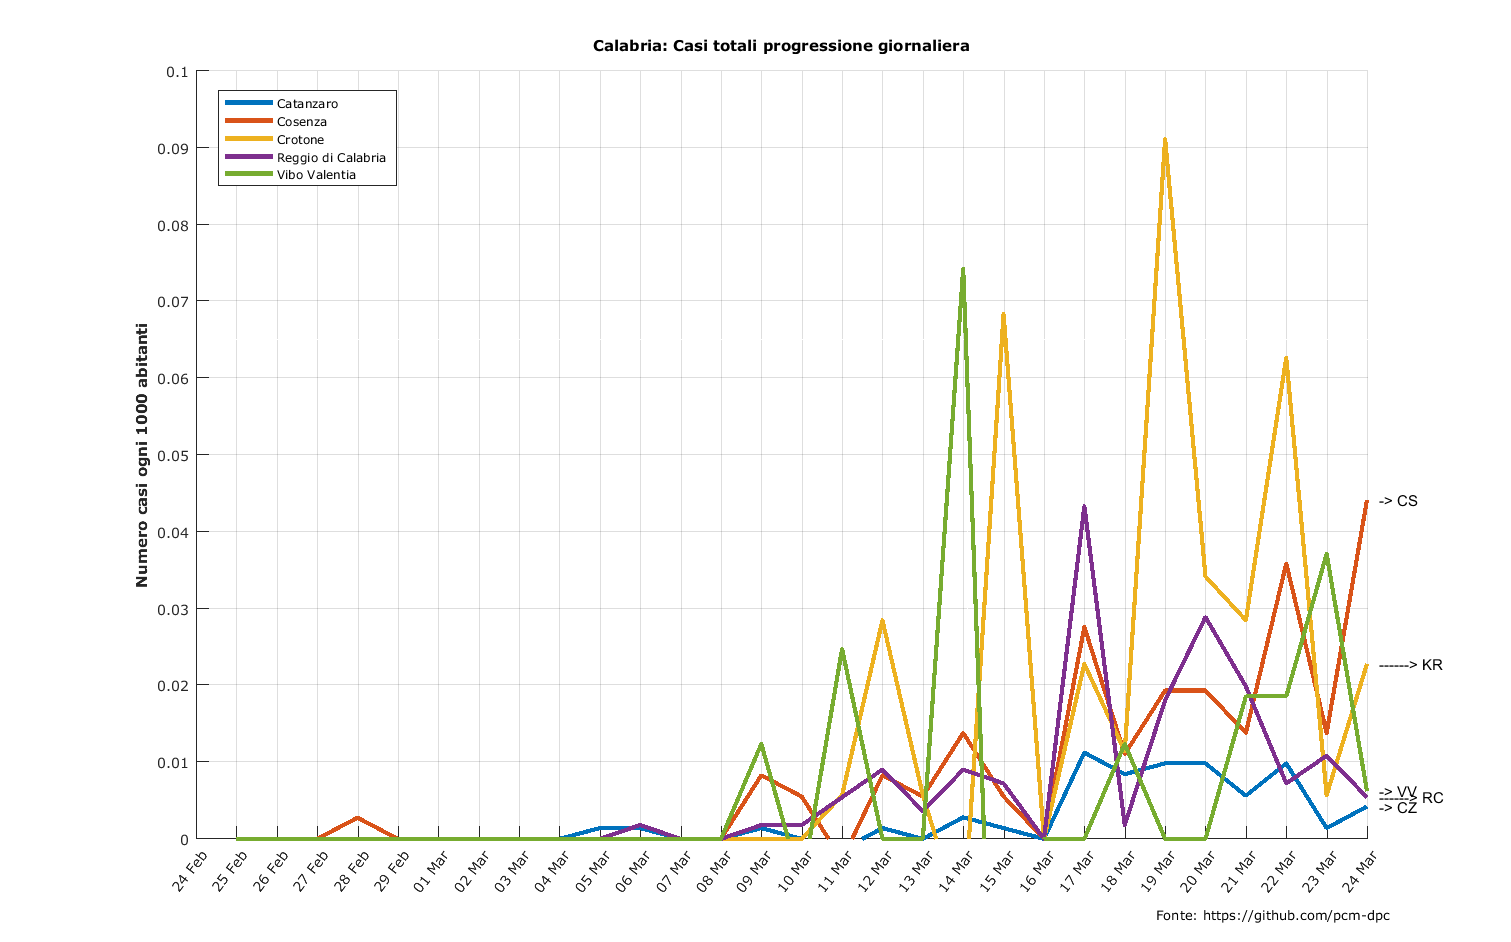 Calabria: Casi totali progressione giornaliera
0.1
0.09
0.08
0.07
0.06
0.05
0.04
0.03
0.02
0.01
0
Numero casi ogni 1000 abitanti
Catanzaro
Cosenza
Crotone
Reggio di Calabria
Vibo Valentia
-> CS
------> KR
-> VV
------> RC
-> CZ
24 Feb
25 Feb
26 Feb
27 Feb
28 Feb
29 Feb
01 Mar
02 Mar
03 Mar
04 Mar
05 Mar
06 Mar
07 Mar
08 Mar
09 Mar
10 Mar
11 Mar
12 Mar
13 Mar
14 Mar
15 Mar
16 Mar
17 Mar
18 Mar
19 Mar
20 Mar
21 Mar
22 Mar
23 Mar
24 Mar
Fonte: https://github.com/pcm-dpc